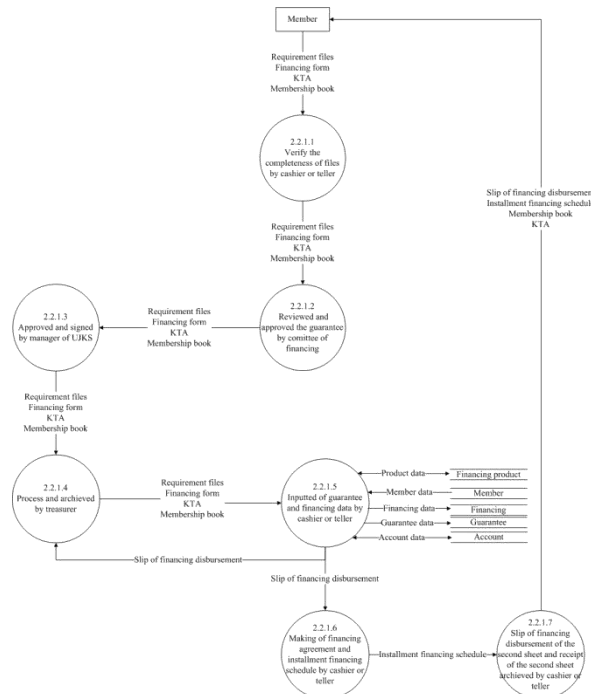 Member
Requirement files
Financing form
KTA
Membership book
2.2.1.1
Verify the
completeness of files
by cashier or teller
Slip of financing disbursemen
Installment financing schedule
Membership book
KTA
Requirement files
Financing form
KTA
Membership book
2.2.1.3
Approved and signed
by manager of UJKS
Requirement files
Financing form
KTA
Membership book
2.2.1.2
Reviewed and
approved the guarantee
by comittee of
financing
Requirement files
Financing form
KTA
Membership book
2.2.1.4
Process and archieved
by treasurer
Requirement files
Financing form
KTA
Membership book
2.2.1.5
Inputted of guarantee
and financing data by
cashier or teller
Product data Financing product
Member data Member
Financing data Financing
Guarantee data Guarantee
Account data Account
Slip of financing disbursement
Slip of financing disbursement
2.2.1.6
Making of financing
agreement and
installment financing
schedule by cashier or
teller
Installment financing schedule
2.2.1.7
Slip of financing
disbursement of the
second sheet and receipt
of the second sheet
archieved by cashier or
teller